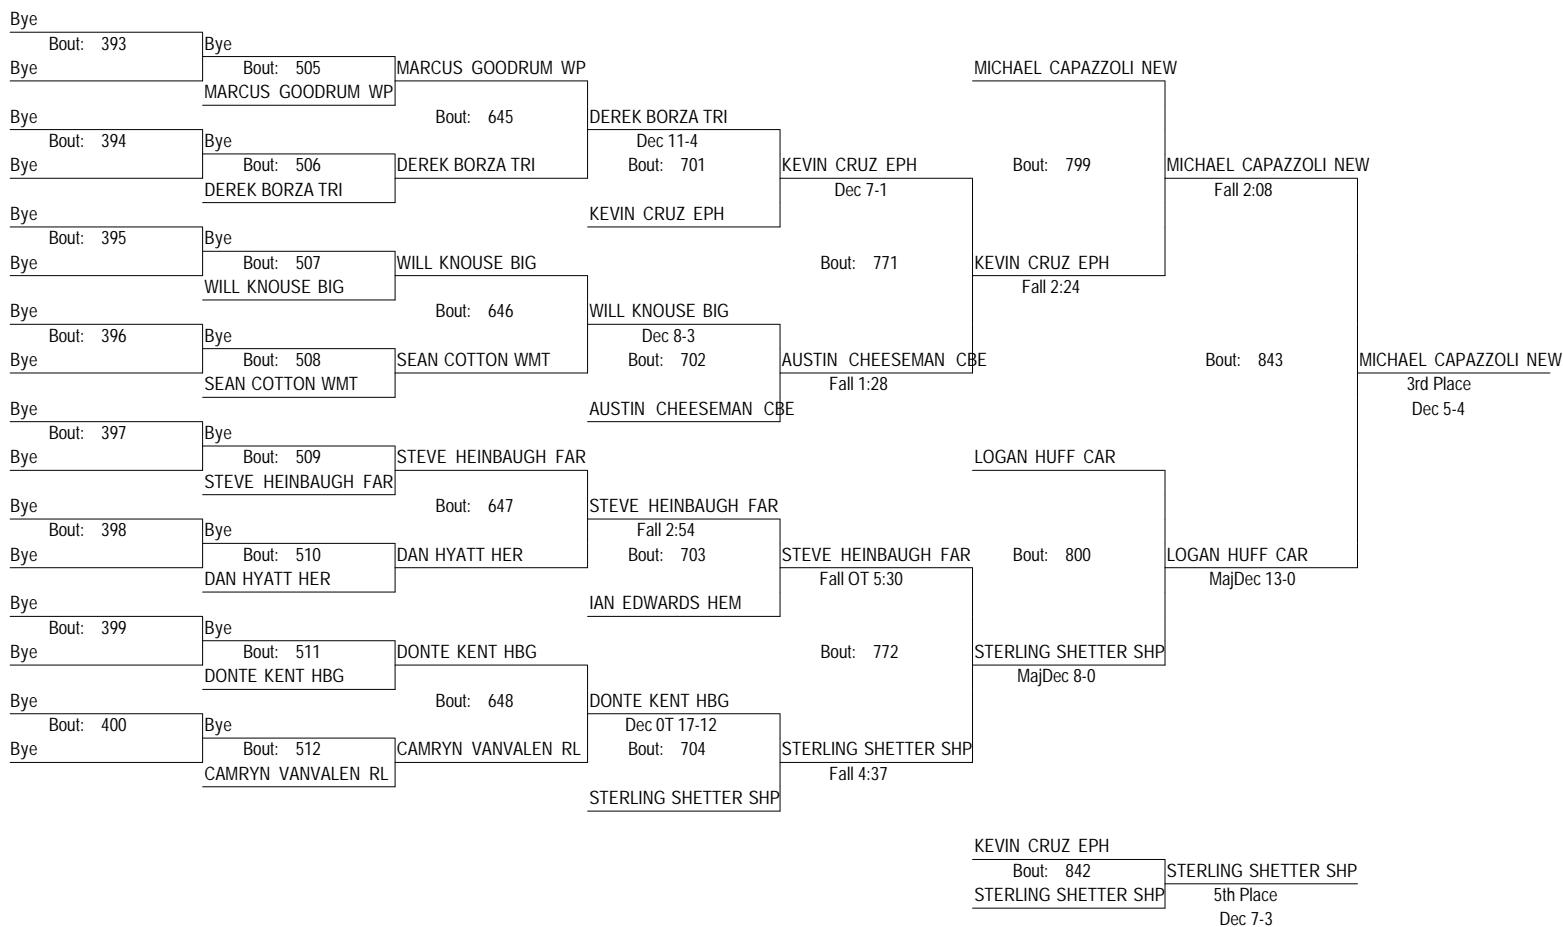 Bye
Bout: 393
Bye
Bye
Bout: 394
Bye
Bye
Bout: 395
Bye
Bye
Bout: 396
Bye
Bye
Bout: 397
Bye
Bye
Bout: 398
Bye
Bye
Bout: 399
Bye
Bye
Bout: 400
Bye
Bye
Bout: 505
MARCUS GOODRUM WP
Bye
Bout: 506
DEREK BORZA TRI
Bye
Bout: 507
WILL KNOUSE BIG
Bye
Bout: 508
SEAN COTTON WMT
Bye
Bout: 509
STEVE HEINBAUGH FAR
Bye
Bout: 510
DAN HYATT HER
Bye
Bout: 511
DONTE KENT HBG
Bye
Bout: 512
CAMRYN VANVALEN RL
MARCUS GOODRUM WP
Bout: 645
DEREK BORZA TRI
WILL KNOUSE BIG
Bout: 646
SEAN COTTON WMT
STEVE HEINBAUGH FAR
Bout: 647
DAN HYATT HER
DONTE KENT HBG
Bout: 648
CAMRYN VANVALEN RL
DEREK BORZA TRI
Dec 11-4
Bout: 701
KEVIN CRUZ EPH
WILL KNOUSE BIG
Dec 8-3
Bout: 702
AUSTIN CHEESEMAN CBE
STEVE HEINBAUGH FAR
Fall 2:54
Bout: 703
IAN EDWARDS HEM
DONTE KENT HBG
Dec 0T 17-12
Bout: 704
STERLING SHETTER SHP
KEVIN CRUZ EPH
Dec 7-1
Bout: 771
AUSTIN CHEESEMAN CBE
Fall 1:28
STEVE HEINBAUGH FAR
Fall OT 5:30
Bout: 772
STERLING SHETTER SHP
Fall 4:37
MICHAEL CAPAZZOLI NEW
Bout: 799
KEVIN CRUZ EPH
Fall 2:24
LOGAN HUFF CAR
Bout: 800
STERLING SHETTER SHP
MajDec 8-0
MICHAEL CAPAZZOLI NEW
Fall 2:08
Bout: 843
LOGAN HUFF CAR
MajDec 13-0
MICHAEL CAPAZZOLI NEW
3rd Place
Dec 5-4
KEVIN CRUZ EPH
Bout: 842
STERLING SHETTER SHP
STERLING SHETTER SHP
5th Place
Dec 7-3